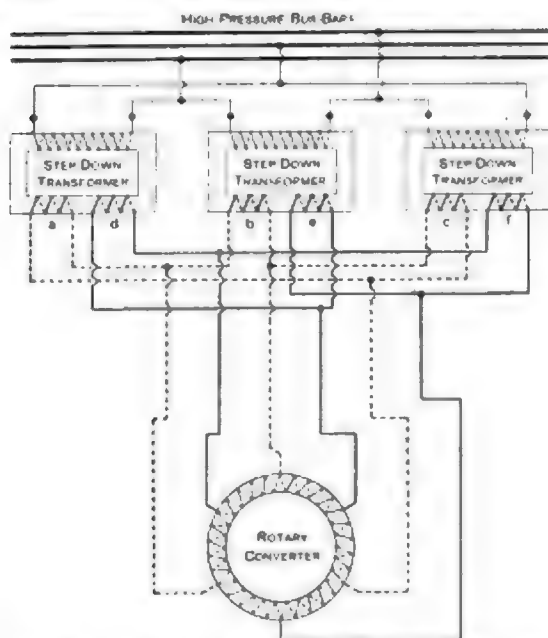 HIGH PRESSURE BUS-BARS
STEP DOWN
TRANSFORMER
STEP DOWN
TRANSFORMER
STEP DOWN
TRANSFORMER
a d b e c f
ROTARY
CONVERTER